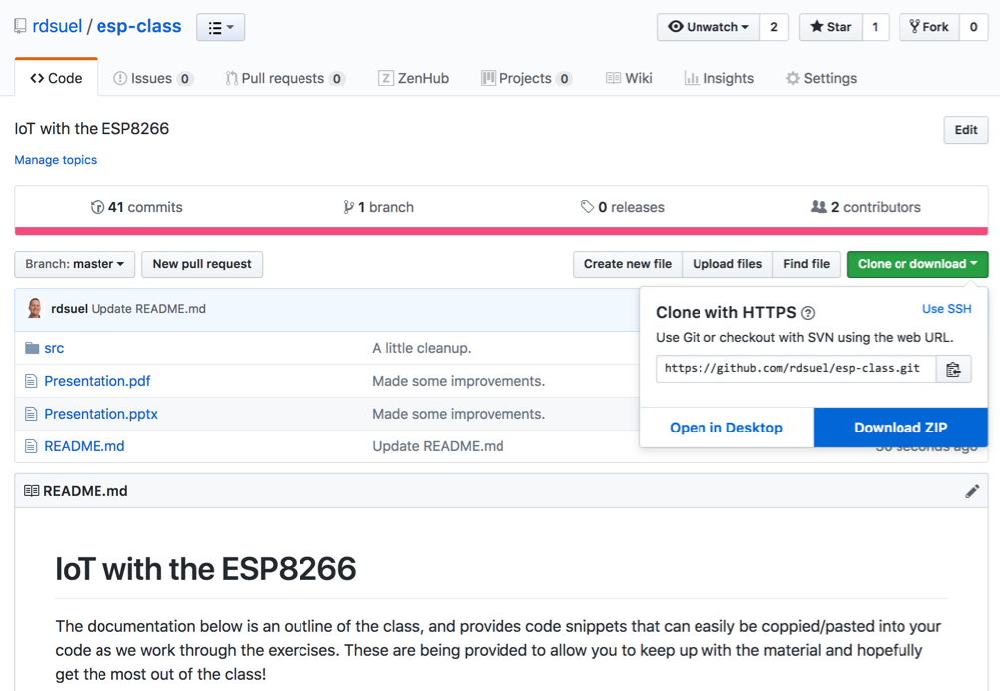 rdsuel / esp-class Unwatch 2 Star 1 Fork 0
Code Issues 0 Pull requests 0 ZenHub Projects 0 Wiki Insights Settings
IoT with the ESP8266 Edit
Manage topics
41 commits 1 branch 0 releases 2 contributors
Branch: master New pull request Create new file Upload files Find file Clone or download
rdsuel Update README.md
Clone with HTTPS Use SSH
Use Git or checkout with SVN using the web URL.
https://github.com/rdsuel/esp-class.git
Open in Desktop Download ZIP
src A little cleanup.
Presentation.pdf Made some improvements.
Presentation.pptx Made some improvements.
README.md Update README.md 30 seconds ago
README.md
IoT with the ESP8266
The documentation below is an outline of the class, and provides code snippets that can easily be coppied/pasted into your
code as we work through the exercises. These are being provided to allow you to keep up with the material and hopefully
get the most out of the class!